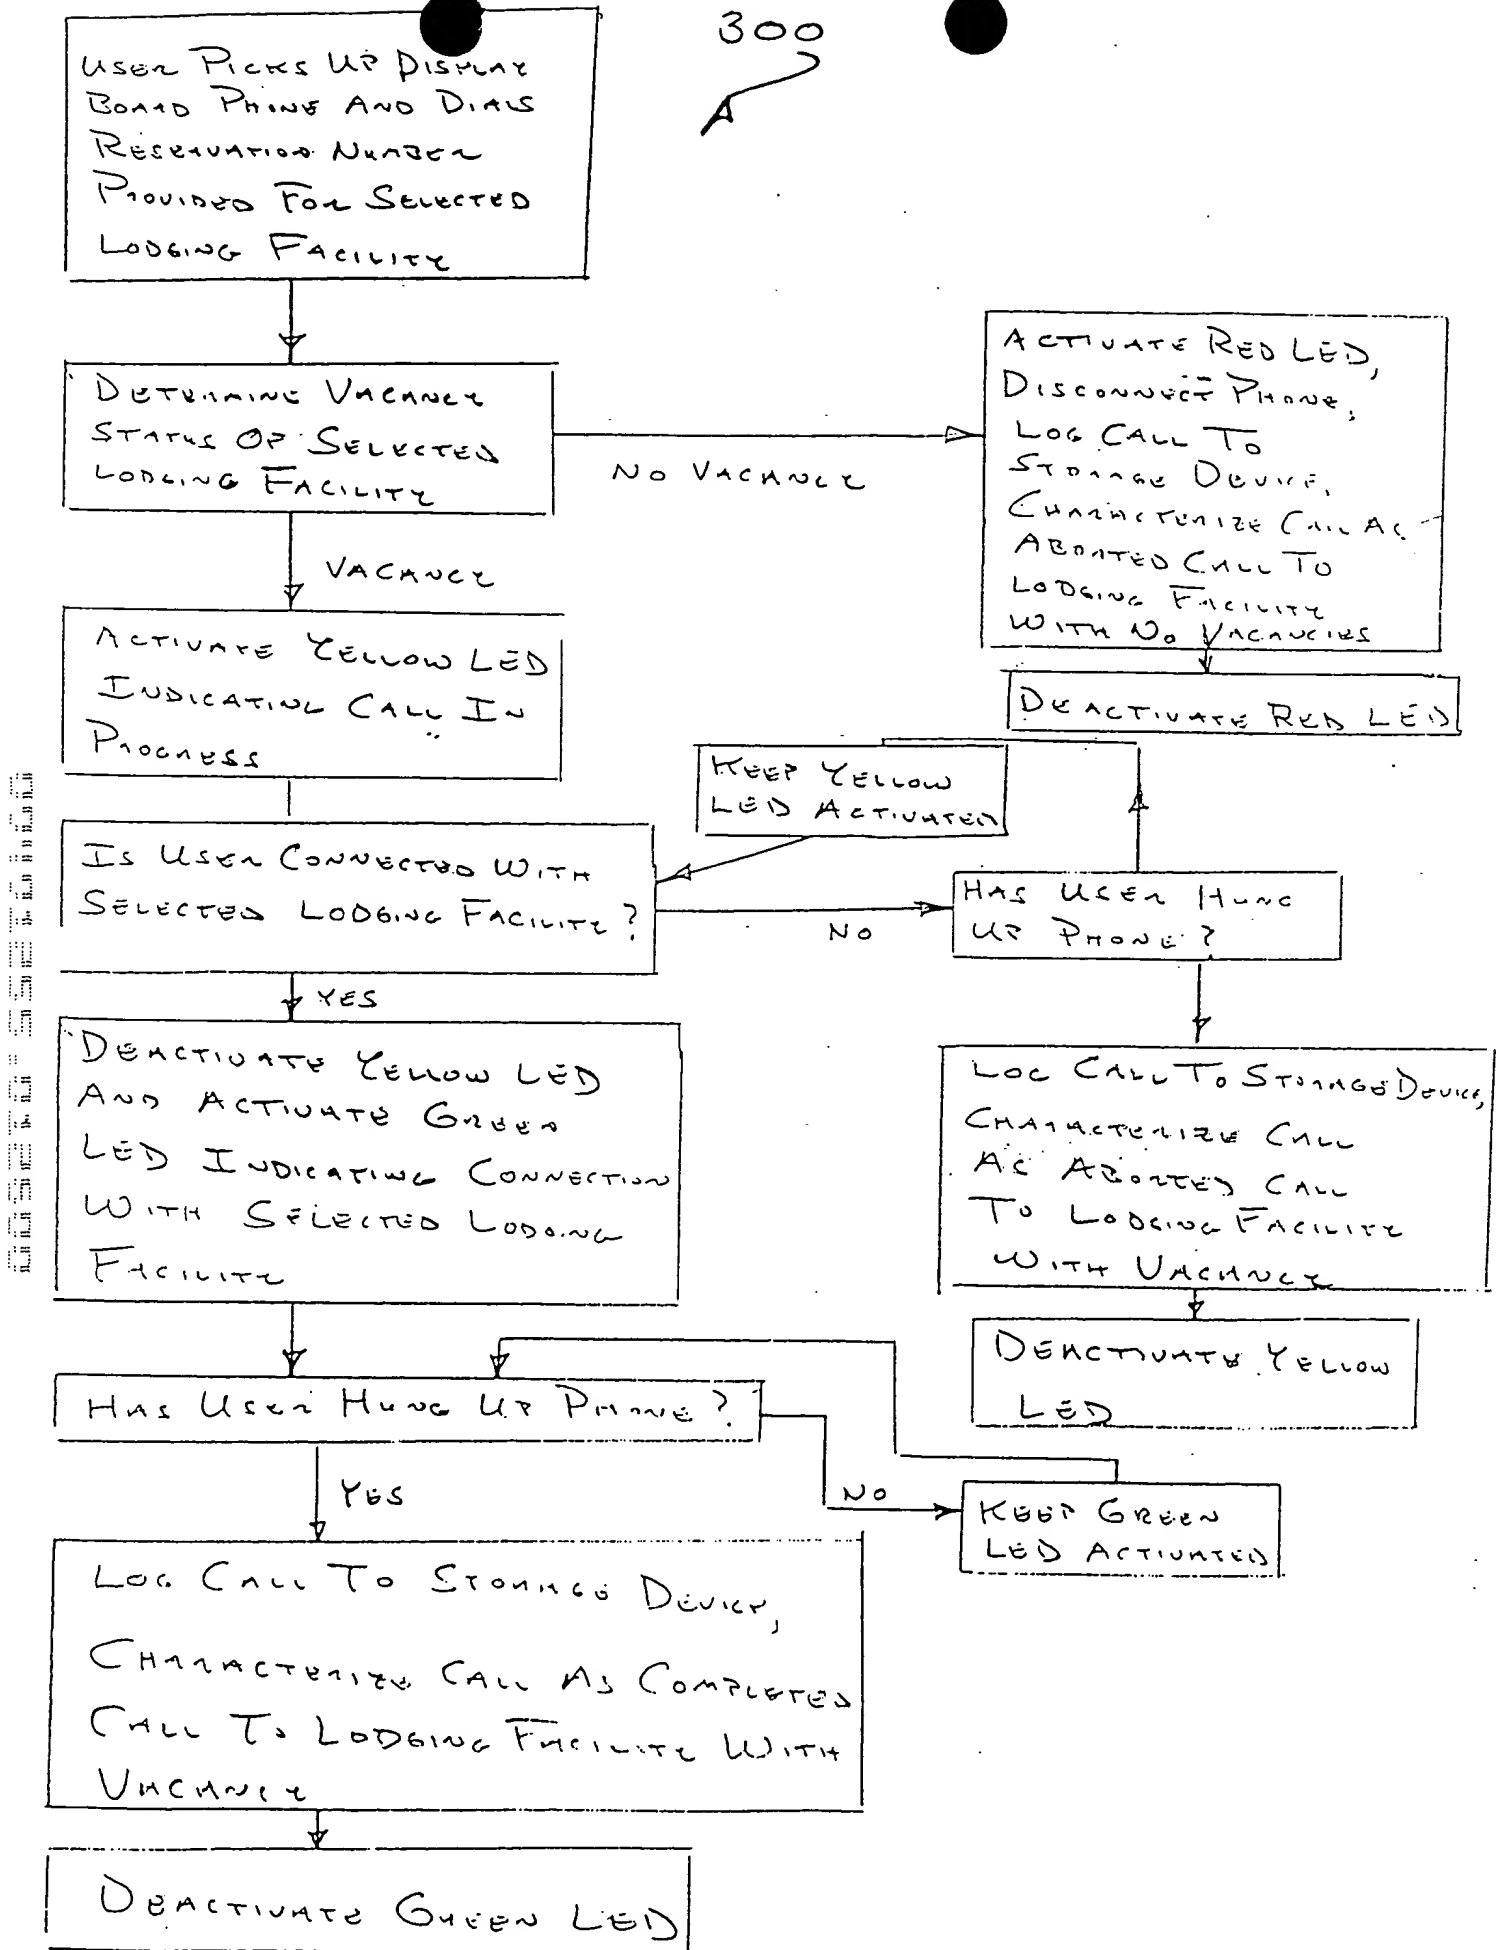 300
USER PICKS UP DISPLAY
BOARD PHONE AND DIALS
RESERVATION NUMBER
PROVIDED FOR SELECTED
LODGING FACILITY
DETERMINE VACANCY
STATUS OF SELECTED
LODGING FACILITY
NO VACANCY
ACTIVATE RED LED,
DISCONNECT PHONE,
LOG CALL TO
STORAGE DEVICE,
CHARACTERIZE CALL AS
ABORTED CALL TO
LODGING FACILITY
WITH NO VACANCIES
DEACTIVATE RED LED
VACANCY
ACTIVATE YELLOW LED
INDICATING CALL IN
PROGRESS
KEEP YELLOW
LED ACTIVATED
IS USER CONNECTED WITH
SELECTED LODGING FACILITY?
NO
HAS USER HUNG
UP PHONE?
YES
DEACTIVATE YELLOW LED
AND ACTIVATE GREEN
LED INDICATING CONNECTION
WITH SELECTED LODGING
FACILITY
LOG CALL TO STORAGE DEVICE,
CHARACTERIZE CALL
AS ABORTED CALL
TO LODGING FACILITY
WITH VACANCY
DEACTIVATE YELLOW
LED
HAS USER HUNG UP PHONE?
NO
KEEP GREEN
LED ACTIVATED
YES
LOG CALL TO STORAGE DEVICE,
CHARACTERIZE CALL AS COMPLETED
CALL TO LODGING FACILITY WITH
VACANCY
DEACTIVATE GREEN LED